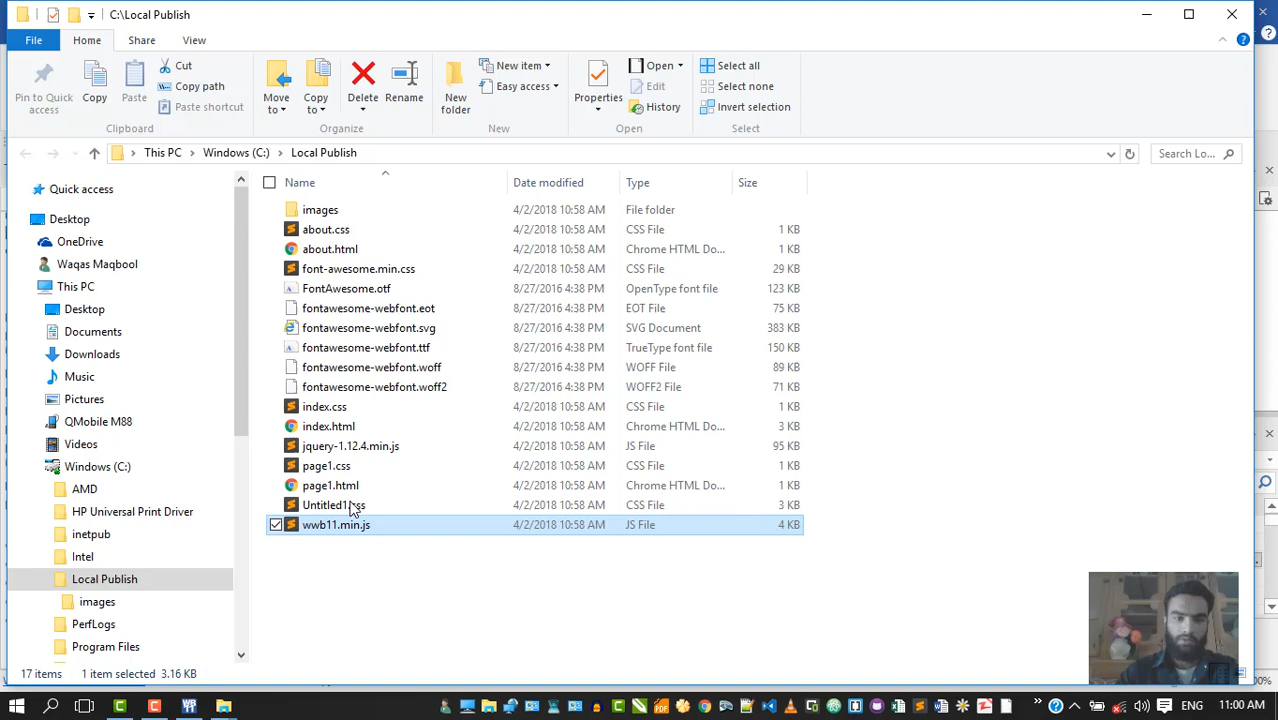 C:\Local Publish
File
Home
Share
View
Pin to Quick access
Copy
Paste
Cut
Copy path
Paste shortcut
Clipboard
Move to
Copy to
Delete
Rename
Organize
New folder
New item
Easy access
New
Properties
Open
Edit
History
Open
Select all
Select none
Invert selection
Select
This PC > Windows (C:) > Local Publish
Search Lo...
Name Date modified Type Size
images 4/2/2018 10:58 AM File folder
about.css 4/2/2018 10:58 AM CSS File 1 KB
about.html 4/2/2018 10:58 AM Chrome HTML Do... 1 KB
font-awesome.min.css 4/2/2018 10:58 AM CSS File 29 KB
FontAwesome.otf 8/27/2016 4:38 PM OpenType font file 123 KB
fontawesome-webfont.eot 8/27/2016 4:38 PM EOT File 75 KB
fontawesome-webfont.svg 8/27/2016 4:38 PM SVG Document 383 KB
fontawesome-webfont.ttf 8/27/2016 4:38 PM TrueType font file 150 KB
fontawesome-webfont.woff 8/27/2016 4:38 PM WOFF File 89 KB
fontawesome-webfont.woff2 8/27/2016 4:38 PM WOFF2 File 71 KB
index.css 4/2/2018 10:58 AM CSS File 1 KB
index.html 4/2/2018 10:58 AM Chrome HTML Do... 3 KB
jquery-1.12.4.min.js 4/2/2018 10:58 AM JS File 95 KB
page1.css 4/2/2018 10:58 AM CSS File 1 KB
page1.html 4/2/2018 10:58 AM Chrome HTML Do... 1 KB
Untitled1.css 4/2/2018 10:58 AM CSS File 3 KB
wwb11.min.js 4/2/2018 10:58 AM JS File 4 KB
Quick access
Desktop
OneDrive
Waqas Maqbool
This PC
Desktop
Documents
Downloads
Music
Pictures
QMobile M88
Videos
Windows (C:)
AMD
HP Universal Print Driver
inetpub
Intel
Local Publish
images
PerfLogs
Program Files
17 items 1 item selected 3.16 KB
00%
ENG 11:00 AM